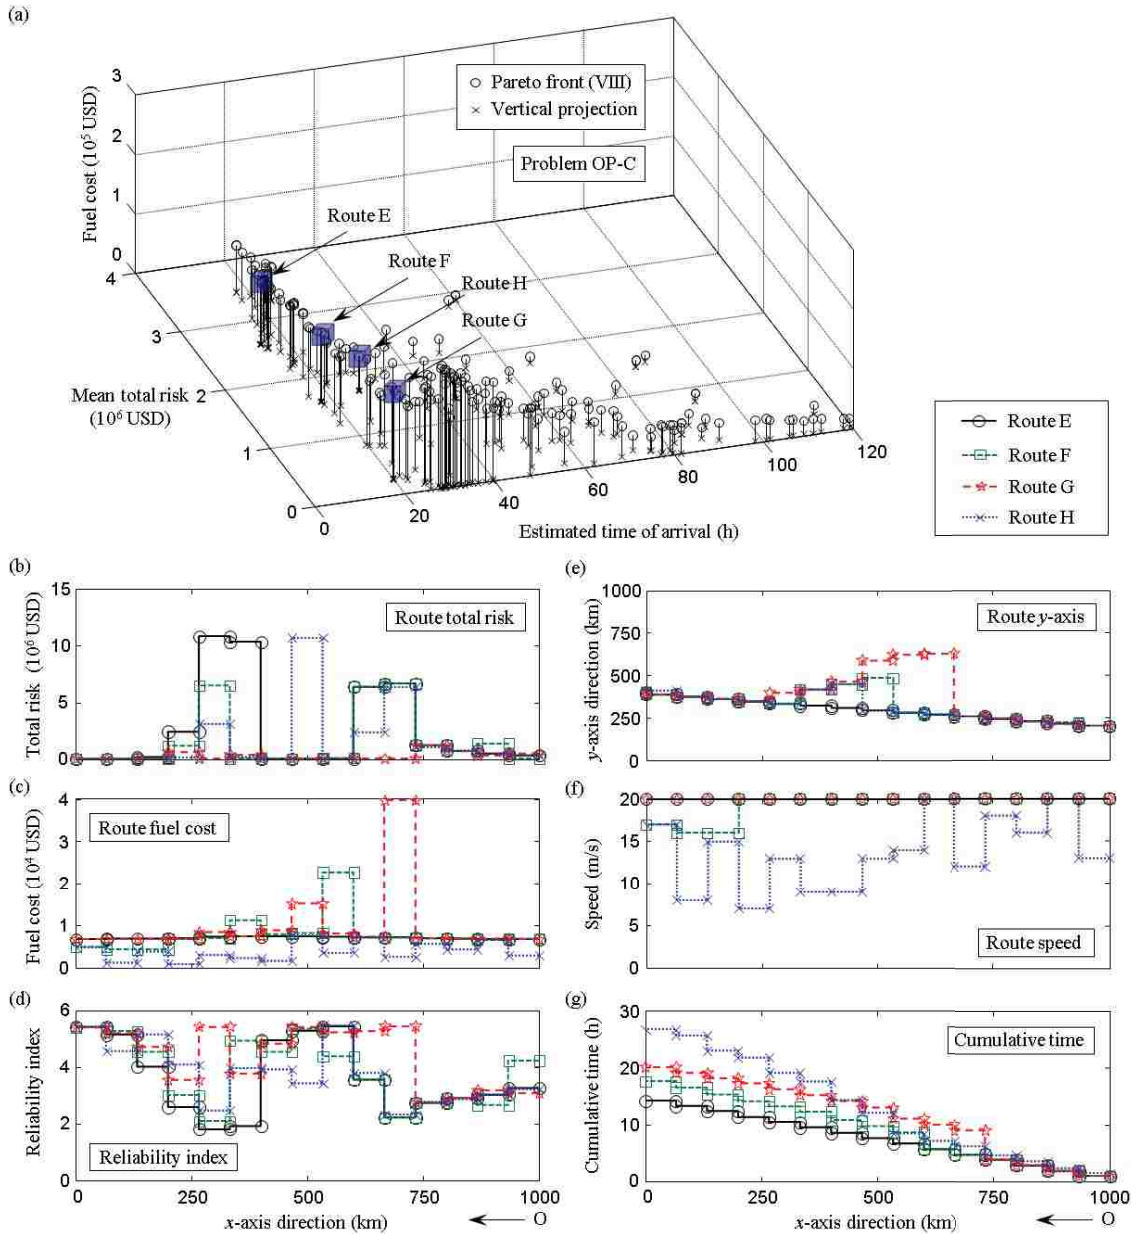 (a)
Fuel cost (10⁵ USD)
3
2
1
0
4
3
2
1
0
Mean total risk
(10⁶ USD)
0
20
40
60
80
100
120
Estimated time of arrival (h)
Pareto front (VIII)
Vertical projection
Problem OP-C
Route E
Route F
Route H
Route G
Route E
Route F
Route G
Route H
(b)
Total risk (10⁶ USD)
15
10
5
0
Route total risk
(c)
Fuel cost (10⁴ USD)
4
3
2
1
0
Route fuel cost
(d)
Reliability index
6
4
2
0
Reliability index
0
250
500
750
1000
x-axis direction (km)
O
(e)
y-axis direction (km)
1000
750
500
250
0
Route y-axis
(f)
Speed (m/s)
20
15
10
5
0
Route speed
(g)
Cumulative time (h)
30
20
10
0
Cumulative time
0
250
500
750
1000
x-axis direction (km)
O